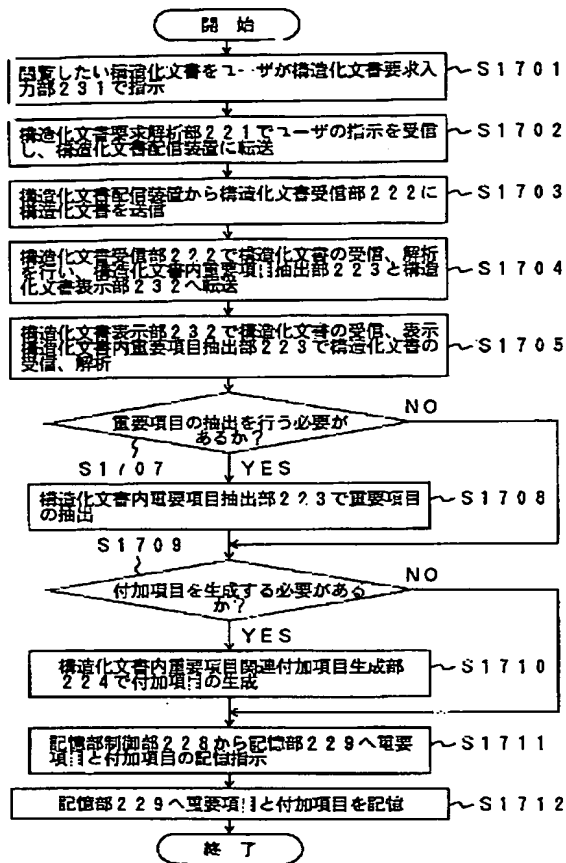 開始
閲覧したい構造化文書をユーザが構造化文書要求入
力部231で指示
S1701
構造化文書要求解析部221でユーザの指示を受信
し、構造化文書配信装置に転送
S1702
構造化文書配信装置から構造化文書受信部222に
構造化文書を送信
S1703
構造化文書受信部222で構造化文書の受信、解析
を行い、構造化文書内重要項目抽出部223と構造
化文書表示部232へ転送
S1704
構造化文書表示部232で構造化文書の受信、表示
構造化文書内重要項目抽出部223で構造化文書の
受信、解析
S1705
重要項目の抽出を行う必要が
あるか?
NO
S1707
YES
構造化文書内重要項目抽出部223で重要項目
の抽出
S1708
S1709
付加項目を生成する必要がある
か?
NO
YES
構造化文書内重要項目関連付加項目生成部
224で付加項目の生成
S1710
記憶部制御部228から記憶部229へ重要
項目と付加項目の記憶指示
S1711
記憶部229へ重要項目と付加項目を記憶
S1712
終了